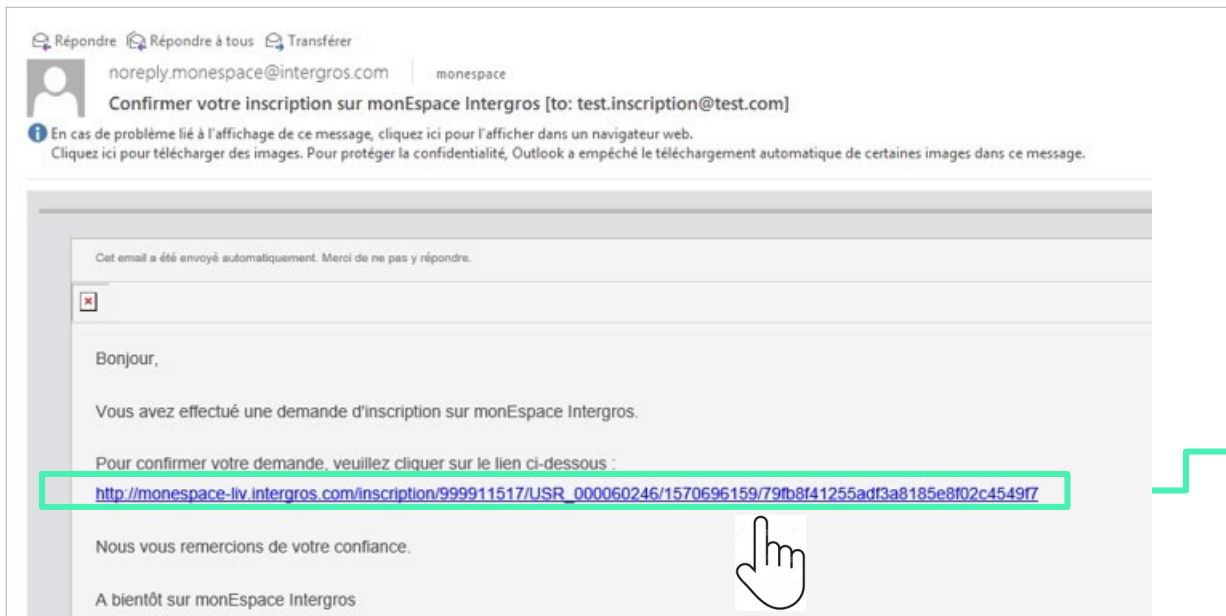 Répondre Répondre à tous Transférer
noreply.monespace@intergros.com monespace
Confirmer votre inscription sur monEspace Intergros [to: test.inscription@test.com]
En cas de problème lié à l'affichage de ce message, cliquez ici pour l'afficher dans un navigateur web.
Cliquez ici pour télécharger des images. Pour protéger la confidentialité, Outlook a empêché le téléchargement automatique de certaines images dans ce message.
Cet email a été envoyé automatiquement. Merci de ne pas y répondre.
Bonjour,
Vous avez effectué une demande d'inscription sur monEspace Intergros.
Pour confirmer votre demande, veuillez cliquer sur le lien ci-dessous :
http://monespace-liv.intergros.com/inscription/999911517/USR_000060246/1570696159/79fb8f41255adf3a8185e8f02c4549f7
Nous vous remercions de votre confiance.
A bientôt sur monEspace Intergros